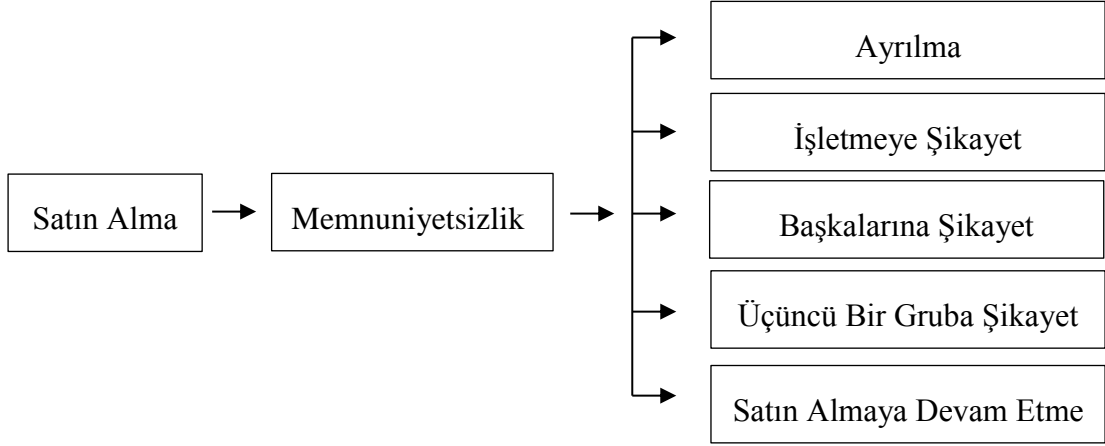 Satın Alma
Memnuniyetsizlik
Ayrılma
İşletmeye Şikayet
Başkalarına Şikayet
Üçüncü Bir Gruba Şikayet
Satın Almaya Devam Etme